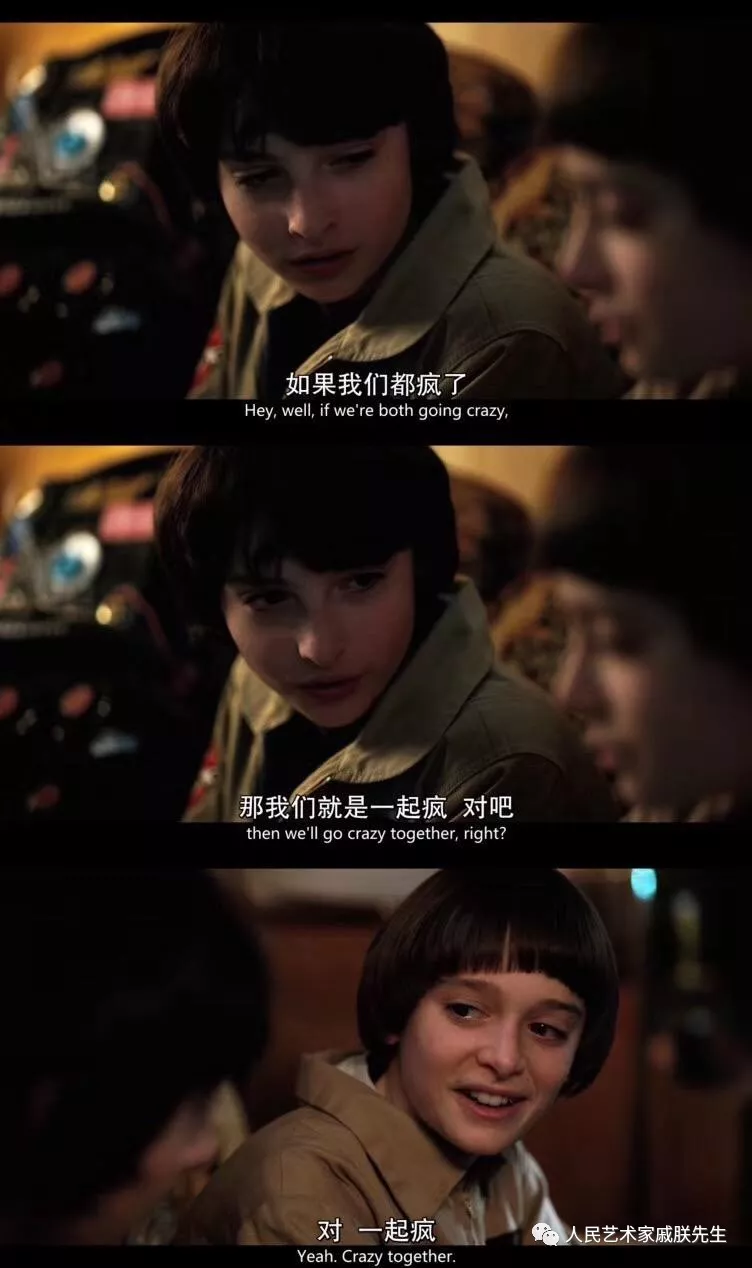 如果我们都疯了
Hey, well, if we're both going crazy,
那我们就是一起疯 对吧
then we'll go crazy together, right?
对 一起疯
Yeah. Crazy together.
人民艺术家戚朕先生